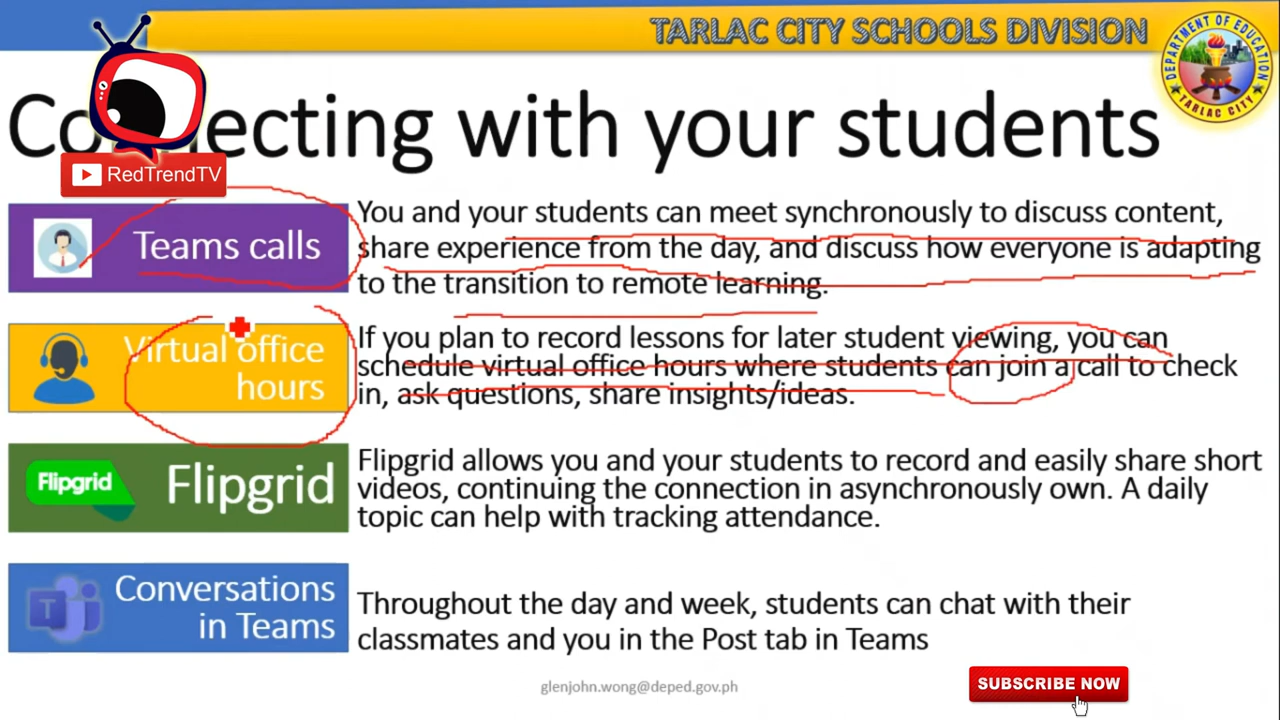 TARLAC CITY SCHOOLS DIVISION
DEPARTMENT OF EDUCATION
TARLAC CITY
Connecting with your students
RedTrendTV
Teams calls
You and your students can meet synchronously to discuss content,
share experience from the day, and discuss how everyone is adapting
to the transition to remote learning.
Virtual office
hours
If you plan to record lessons for later student viewing, you can
schedule virtual office hours where students can join a call to check
in, ask questions, share insights/ideas.
Flipgrid
Flipgrid
Flipgrid allows you and your students to record and easily share short
videos, continuing the connection in asynchronously own. A daily
topic can help with tracking attendance.
T
Conversations
in Teams
Throughout the day and week, students can chat with their
classmates and you in the Post tab in Teams
glenjohn.wong@deped.gov.ph
SUBSCRIBE NOW